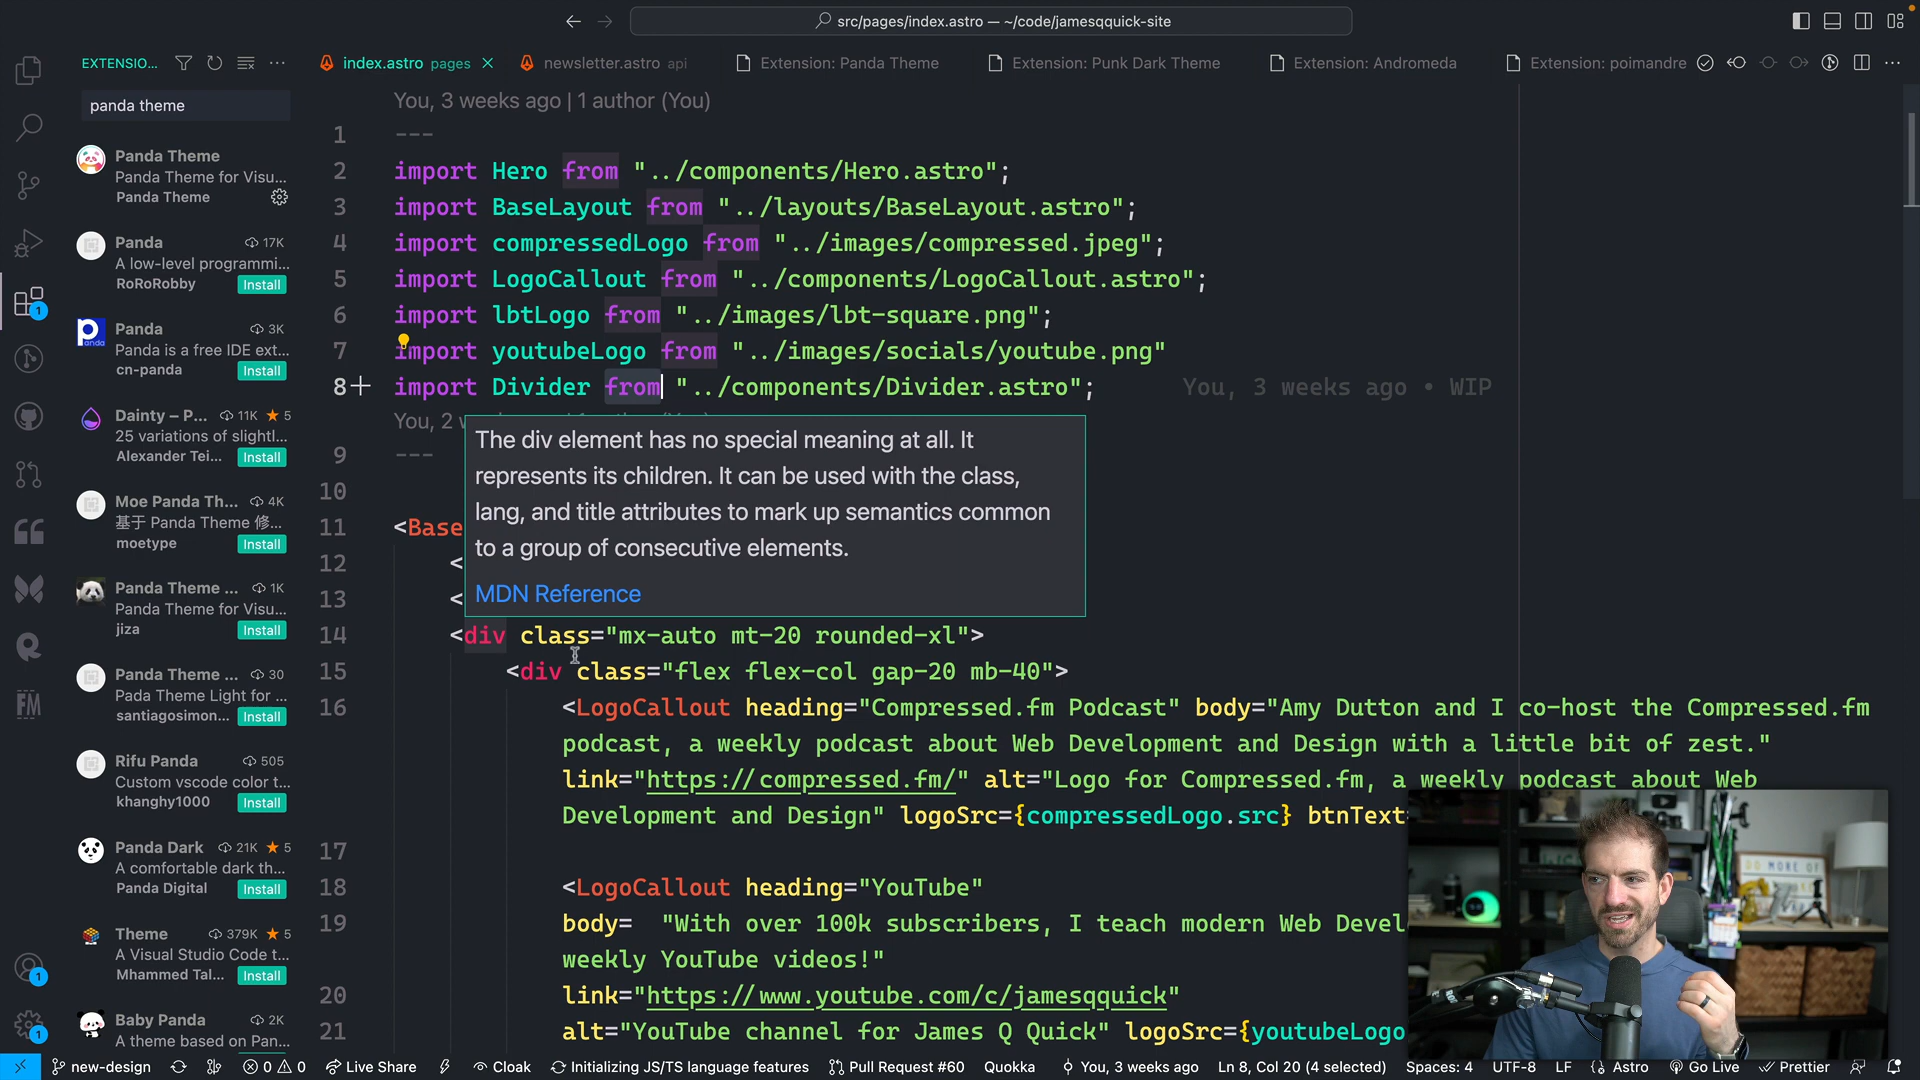 src/pages/index.astro — ~/code/jamesqquick-site
EXTENSIO...
index.astro pages
newsletter.astro api
Extension: Panda Theme
Extension: Punk Dark Theme
Extension: Andromeda
Extension: poimandre
panda theme
Panda Theme
Panda Theme for Visu...
Panda Theme
Panda 17K
A low-level programmi...
RoRoRobby Install
Panda 3K
Panda is a free IDE ext...
cn-panda Install
Dainty – P... 11K ★ 5
25 variations of slightl...
Alexander Tei... Install
Moe Panda Th... 4K
基于 Panda Theme 修...
moetype Install
Panda Theme ... 1K
Panda Theme for Visu...
jiza Install
Panda Theme ... 30
Pada Theme Light for ...
santiagosimon... Install
Rifu Panda 505
Custom vscode color t...
khanghy1000 Install
Panda Dark 21K ★ 5
A comfortable dark th...
Panda Digital Install
Theme 379K ★ 5
A Visual Studio Code t...
Mhammed Tal... Install
Baby Panda 2K
A theme based on Pan...
You, 3 weeks ago | 1 author (You)
1 ---
2 import Hero from "../components/Hero.astro";
3 import BaseLayout from "../layouts/BaseLayout.astro";
4 import compressedLogo from "../images/compressed.jpeg";
5 import LogoCallout from "../components/LogoCallout.astro";
6 import lbtLogo from "../images/lbt-square.png";
7 import youtubeLogo from "../images/socials/youtube.png"
8 import Divider from "../components/Divider.astro"; You, 3 weeks ago • WIP
You, 2 w
The div element has no special meaning at all. It
represents its children. It can be used with the class,
lang, and title attributes to mark up semantics common
to a group of consecutive elements.
MDN Reference
9 ---
10
11 <Base
12 <
13 <
14 <div class="mx-auto mt-20 rounded-xl">
15 <div class="flex flex-col gap-20 mb-40">
16 <LogoCallout heading="Compressed.fm Podcast" body="Amy Dutton and I co-host the Compressed.fm
podcast, a weekly podcast about Web Development and Design with a little bit of zest."
link="https://compressed.fm/" alt="Logo for Compressed.fm, a weekly podcast about Web
Development and Design" logoSrc={compressedLogo.src} btnText=
17
18 <LogoCallout heading="YouTube"
19 body= "With over 100k subscribers, I teach modern Web Devel
weekly YouTube videos!"
20 link="https://www.youtube.com/c/jamesqquick"
21 alt="YouTube channel for James Q Quick" logoSrc={youtubeLogo
DO MORE OF
new-design
0 0
Live Share
Cloak
Initializing JS/TS language features
Pull Request #60
Quokka
You, 3 weeks ago
Ln 8, Col 20 (4 selected)
Spaces: 4
UTF-8
LF
Astro
Go Live
Prettier